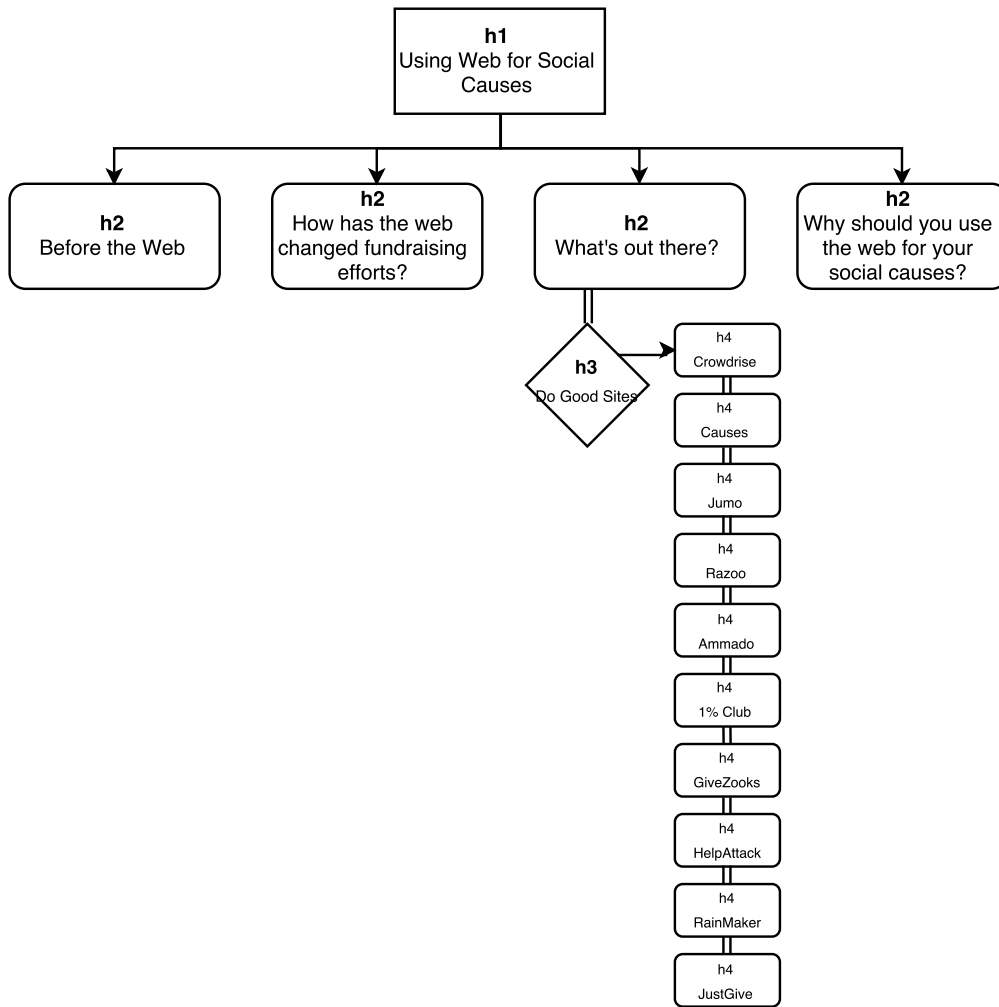 h1
Using Web for Social
Causes
h2
Before the Web
h2
How has the web
changed fundraising
efforts?
h2
What's out there?
h2
Why should you use
the web for your
social causes?
h3
Do Good Sites
h4
Crowdrise
h4
Causes
h4
Jumo
h4
Razoo
h4
Ammado
h4
1% Club
h4
GiveZooks
h4
HelpAttack
h4
RainMaker
h4
JustGive